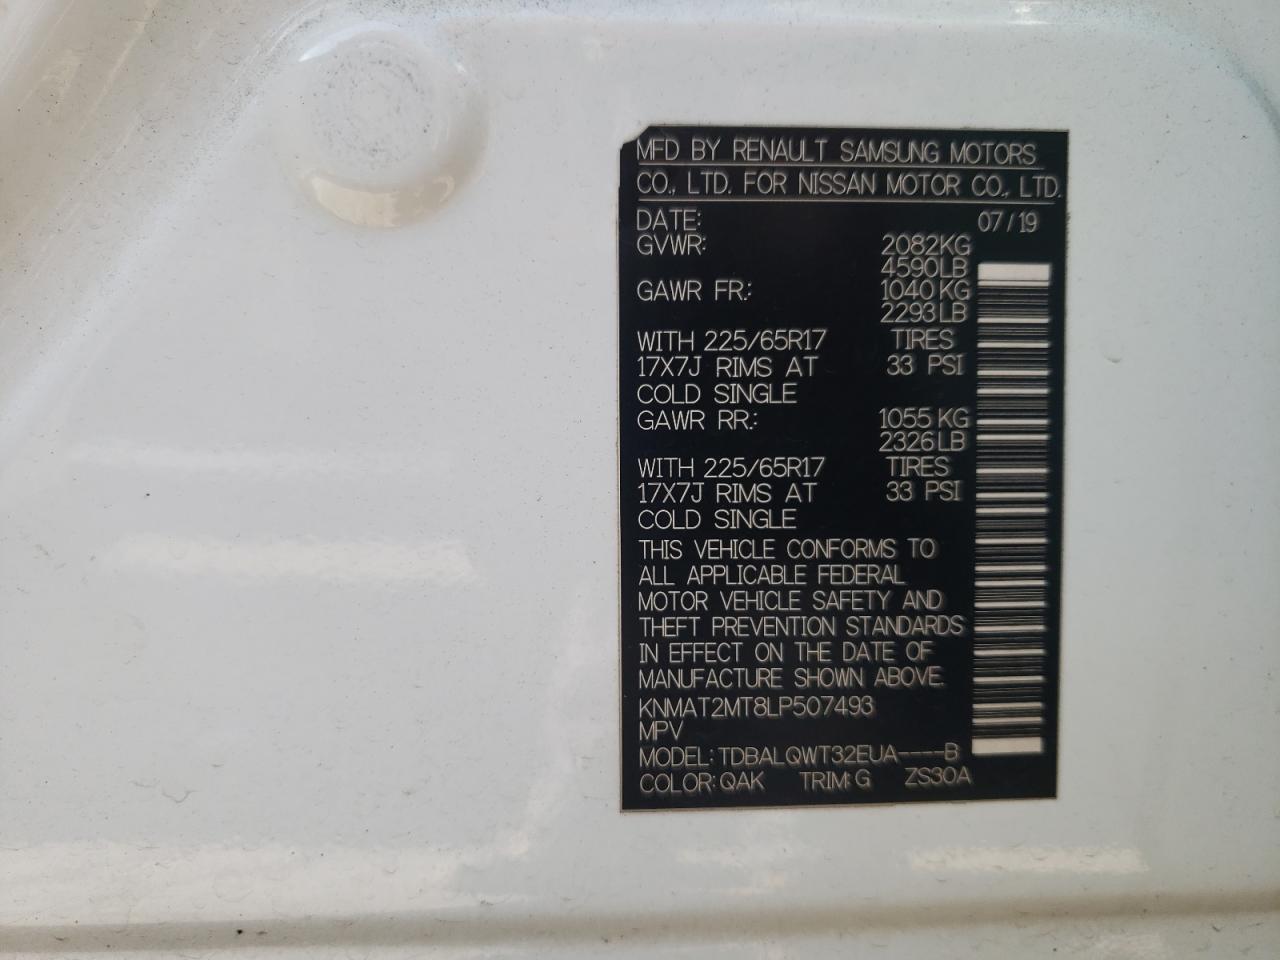 MFD BY RENAULT SAMSUNG MOTORS
CO., LTD. FOR NISSAN MOTOR CO., LTD.
DATE: 07/19
GVWR: 2082KG
4590LB
GAWR FR.: 1040KG
2293LB
WITH 225/65R17 TIRES
17X7J RIMS AT 33 PSI
COLD SINGLE
GAWR RR.: 1055KG
2326LB
WITH 225/65R17 TIRES
17X7J RIMS AT 33 PSI
COLD SINGLE
THIS VEHICLE CONFORMS TO
ALL APPLICABLE FEDERAL
MOTOR VEHICLE SAFETY AND
THEFT PREVENTION STANDARDS
IN EFFECT ON THE DATE OF
MANUFACTURE SHOWN ABOVE.
KNMAT2MT8LP507493
MPV
MODEL: TDBALQWT32EUA----B
COLOR: QAK TRIM: G ZS30A